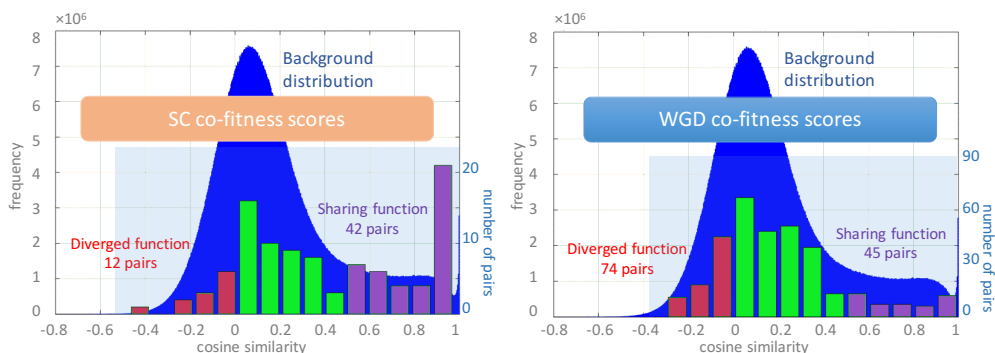 ×10⁶
8
7
6
5
4
3
2
1
0
frequency
Background
distribution
SC co-fitness scores
Sharing function
42 pairs
Diverged function
12 pairs
20
10
0
number of pairs
-0.8 -0.6 -0.4 -0.2 0 0.2 0.4 0.6 0.8 1
cosine similarity
×10⁶
8
7
6
5
4
3
2
1
0
frequency
Background
distribution
WGD co-fitness scores
Sharing function
45 pairs
Diverged function
74 pairs
90
60
30
0
number of pairs
-0.8 -0.6 -0.4 -0.2 0 0.2 0.4 0.6 0.8 1
cosine similarity